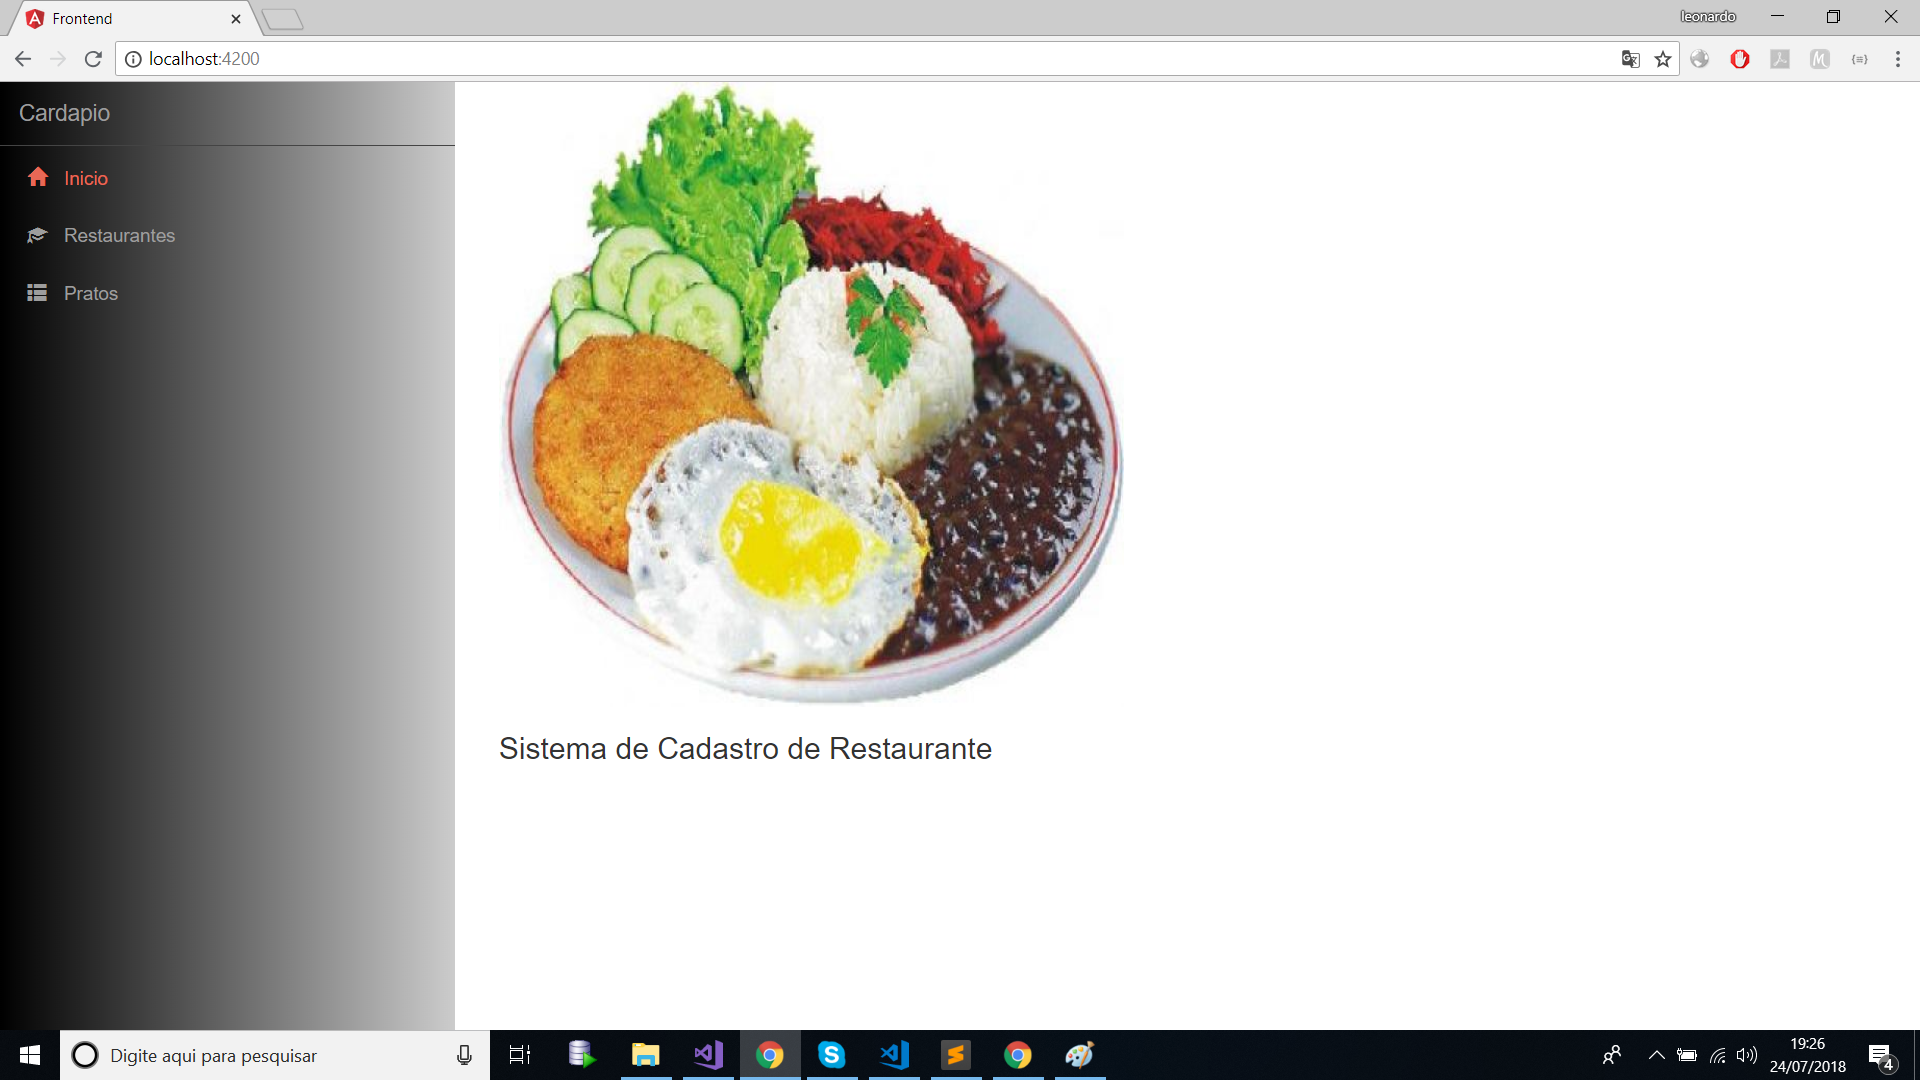 Frontend
leonardo
localhost:4200
Cardapio
Inicio
Restaurantes
Pratos
Sistema de Cadastro de Restaurante
Digite aqui para pesquisar
19:26
24/07/2018
4